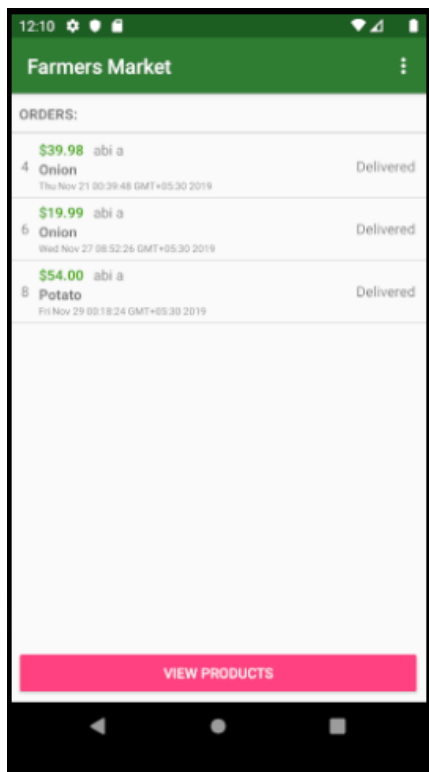 12:10
Farmers Market
ORDERS:
$39.98 abi a
4 Onion Delivered
Thu Nov 21 00:39:48 GMT+05:30 2019
$19.99 abi a
6 Onion Delivered
Wed Nov 27 08:52:26 GMT+05:30 2019
$54.00 abi a
8 Potato Delivered
Fri Nov 29 00:18:24 GMT+05:30 2019
VIEW PRODUCTS